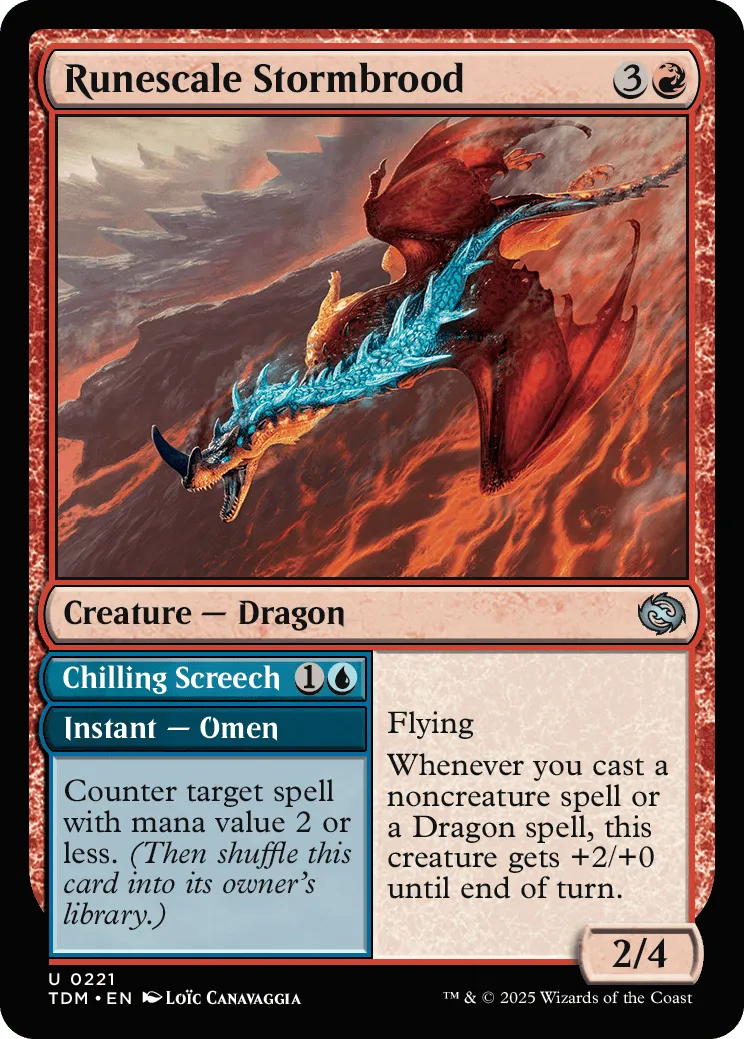 Runescale Stormbrood 3
Creature — Dragon
Chilling Screech 1
Instant — Omen
Counter target spell
with mana value 2 or
less. (Then shuffle this
card into its owner's
library.)
Flying
Whenever you cast a
noncreature spell or
a Dragon spell, this
creature gets +2/+0
until end of turn.
2/4
U 0221
TDM • EN Loïc Canavaggia
™ & © 2025 Wizards of the Coast